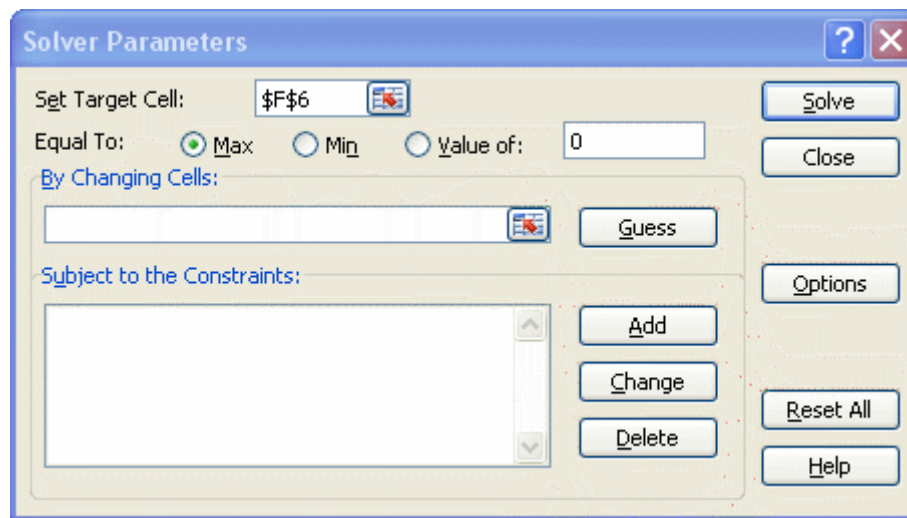 Solver Parameters
?
Set Target Cell: $F$6 Solve
Equal To: Max Min Value of: 0 Close
By Changing Cells:
Guess
Subject to the Constraints: Options
Add
Change
Reset All
Delete
Help